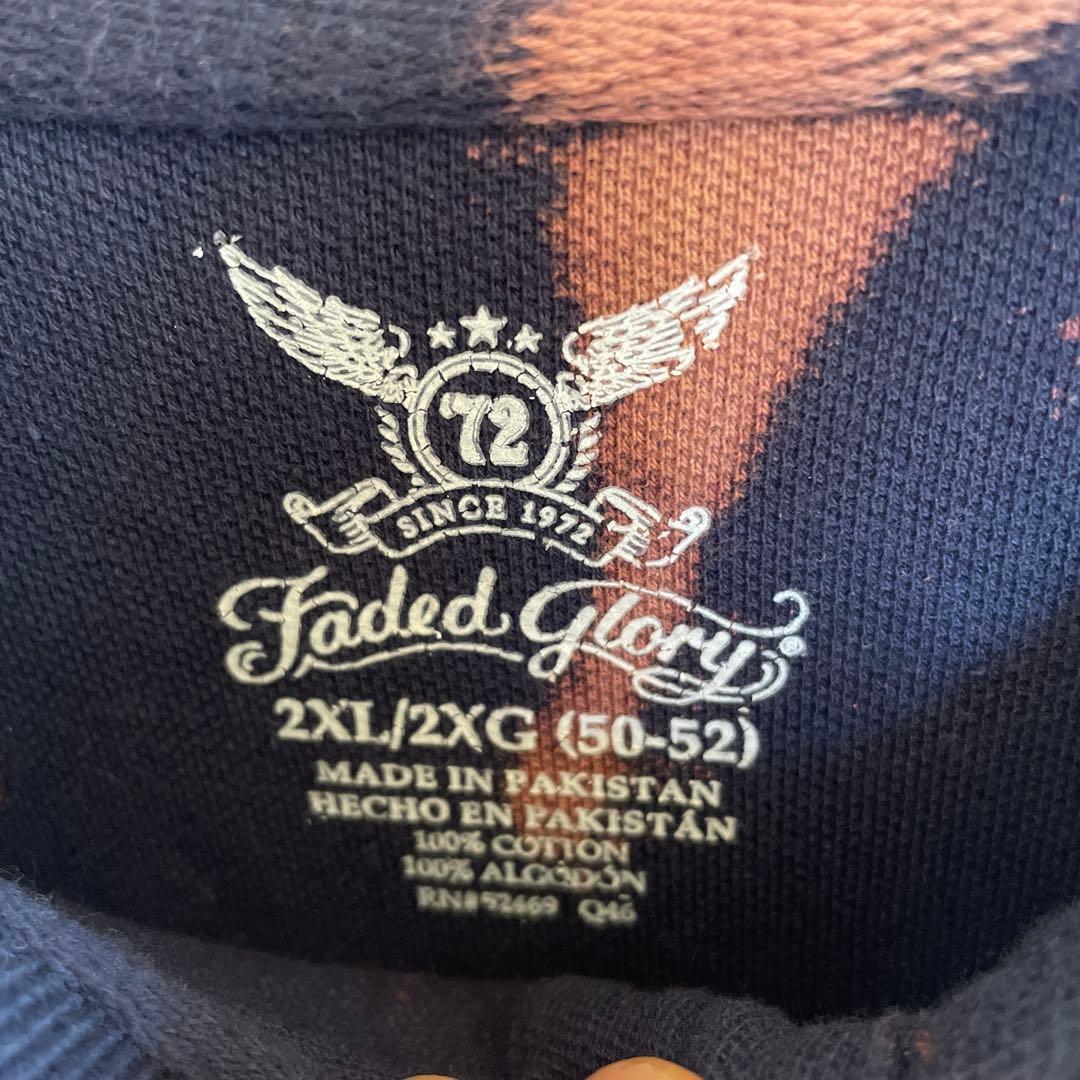 '72
SINCE 1972
Faded Glory®
2XL/2XG (50-52)
MADE IN PAKISTAN
HECHO EN PAKISTÁN
100% COTTON
100% ALGODÓN
RN# 52469 Q46